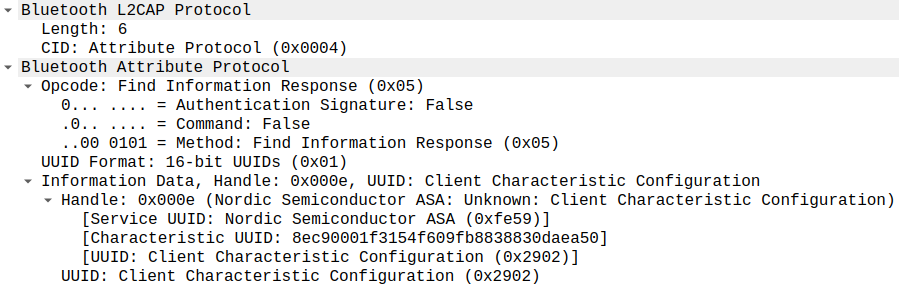 Bluetooth L2CAP Protocol
Length: 6
CID: Attribute Protocol (0x0004)
Bluetooth Attribute Protocol
Opcode: Find Information Response (0x05)
0... .... = Authentication Signature: False
.0.. .... = Command: False
..00 0101 = Method: Find Information Response (0x05)
UUID Format: 16-bit UUIDs (0x01)
Information Data, Handle: 0x000e, UUID: Client Characteristic Configuration
Handle: 0x000e (Nordic Semiconductor ASA: Unknown: Client Characteristic Configuration)
[Service UUID: Nordic Semiconductor ASA (0xfe59)]
[Characteristic UUID: 8ec90001f3154f609fb8838830daea50]
[UUID: Client Characteristic Configuration (0x2902)]
UUID: Client Characteristic Configuration (0x2902)